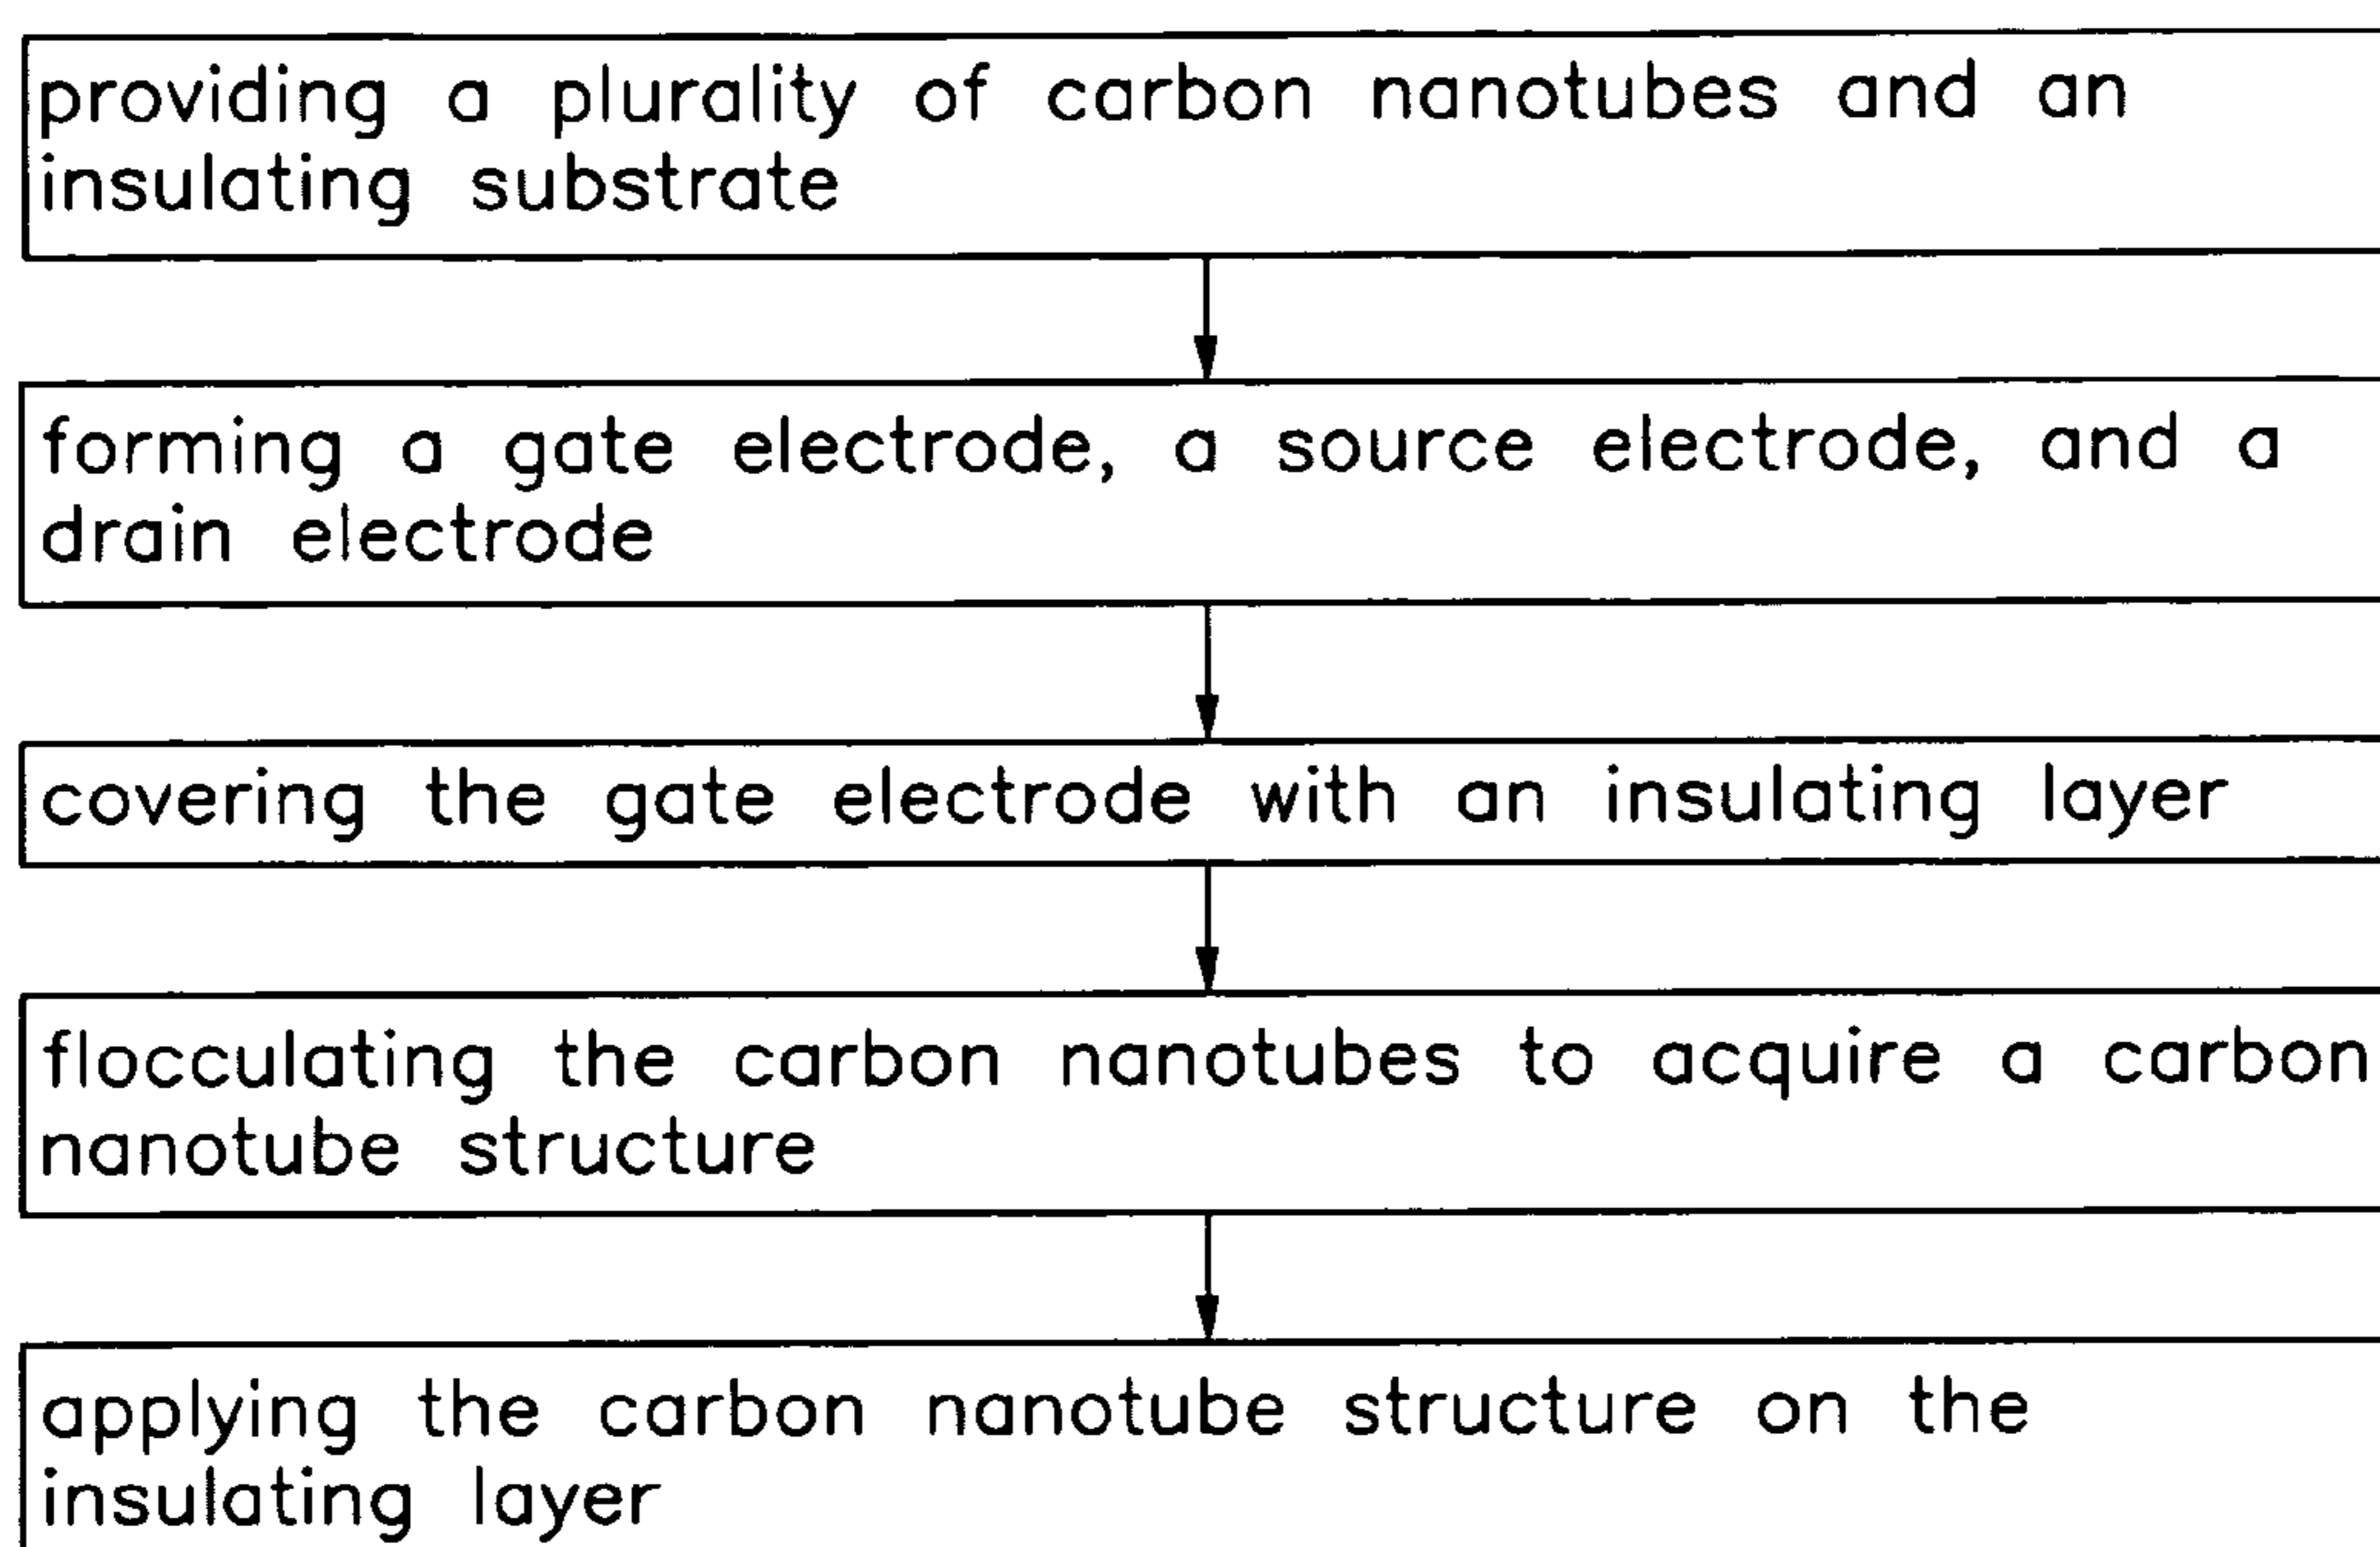 providing a plurality of carbon nanotubes and an
insulating substrate
forming a gate electrode, a source electrode, and a
drain electrode
covering the gate electrode with an insulating layer
flocculating the carbon nanotubes to acquire a carbon
nanotube structure
applying the carbon nanotube structure on the
insulating layer